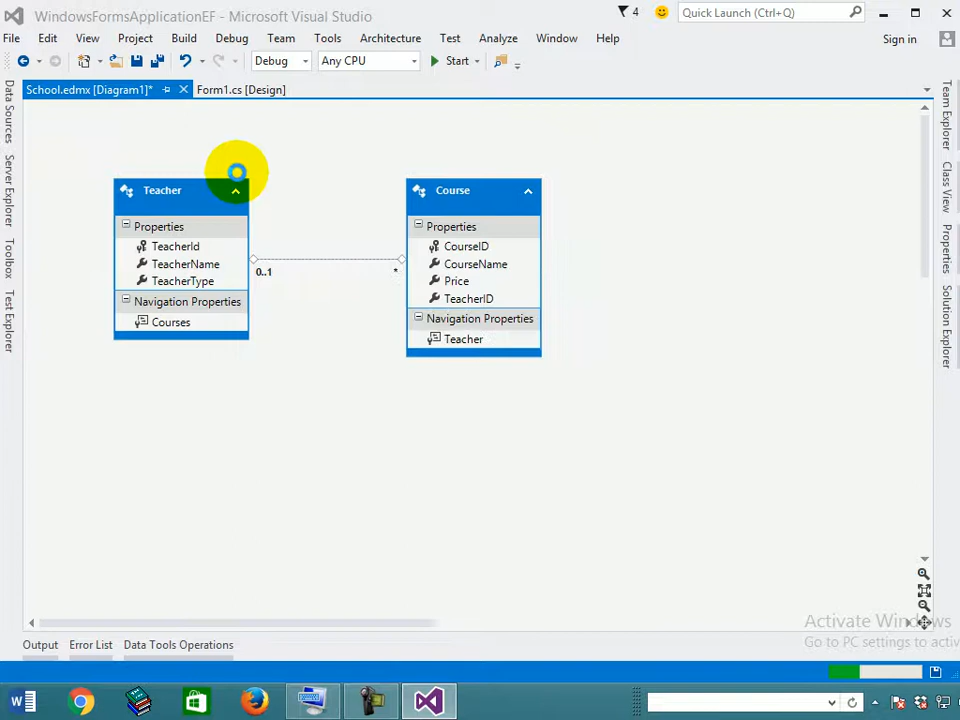 WindowsFormsApplicationEF - Microsoft Visual Studio
4
Quick Launch (Ctrl+Q)
File Edit View Project Build Debug Team Tools Architecture Test Analyze Window Help
Sign in
Debug Any CPU Start
School.edmx [Diagram1]* Form1.cs [Design]
Data Sources
Server Explorer
Toolbox
Test Explorer
Teacher
Properties
TeacherId
TeacherName
TeacherType
Navigation Properties
Courses
0..1
*
Course
Properties
CourseID
CourseName
Price
TeacherID
Navigation Properties
Teacher
Team Explorer
Class View
Properties
Solution Explorer
Activate Windows
Go to PC settings to activ
Output Error List Data Tools Operations